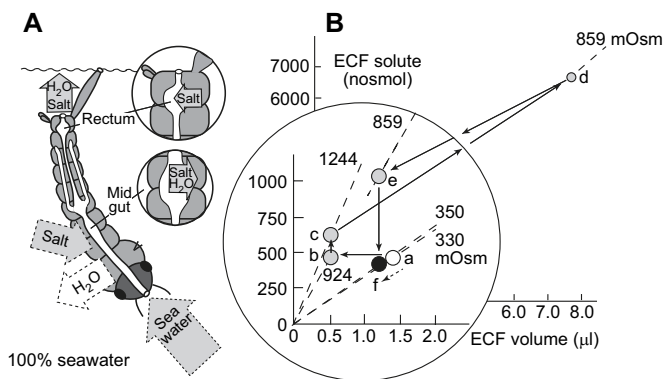 A
H2O
Salt
Rectum
Salt
Salt
H2O
Mid
gut
Salt
H2O
Sea
water
100% seawater
B
ECF solute
(nosmol)
859 mOsm
7000
6000
d
859
1244
e
1000
750
c
350
500
b
330
mOsm
924
a
f
250
0
0
0.5
1.0
1.5
2.0
6.0
7.0
8.0
ECF volume (µl)